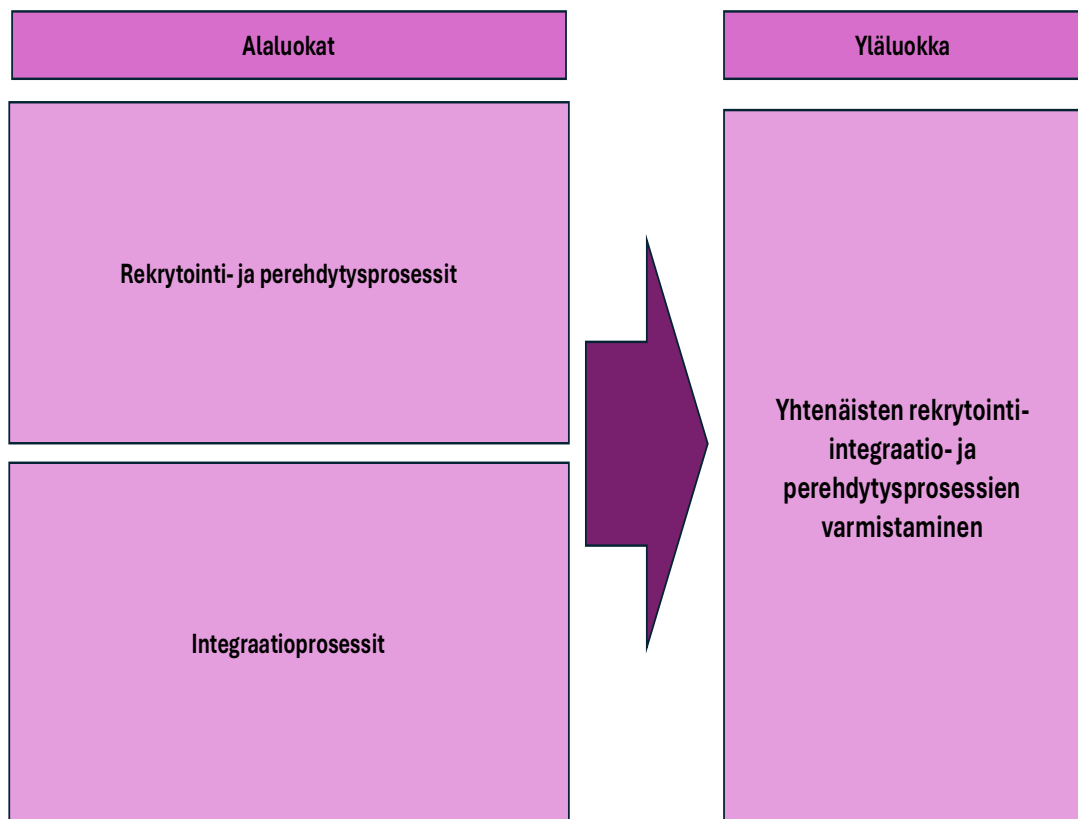 Alaluokat
Yläluokka
Rekrytointi- ja perehdytysprosessit
Integraatioprosessit
Yhtenäisten rekrytointi-
integraatio- ja
perehdytysprosessien
varmistaminen